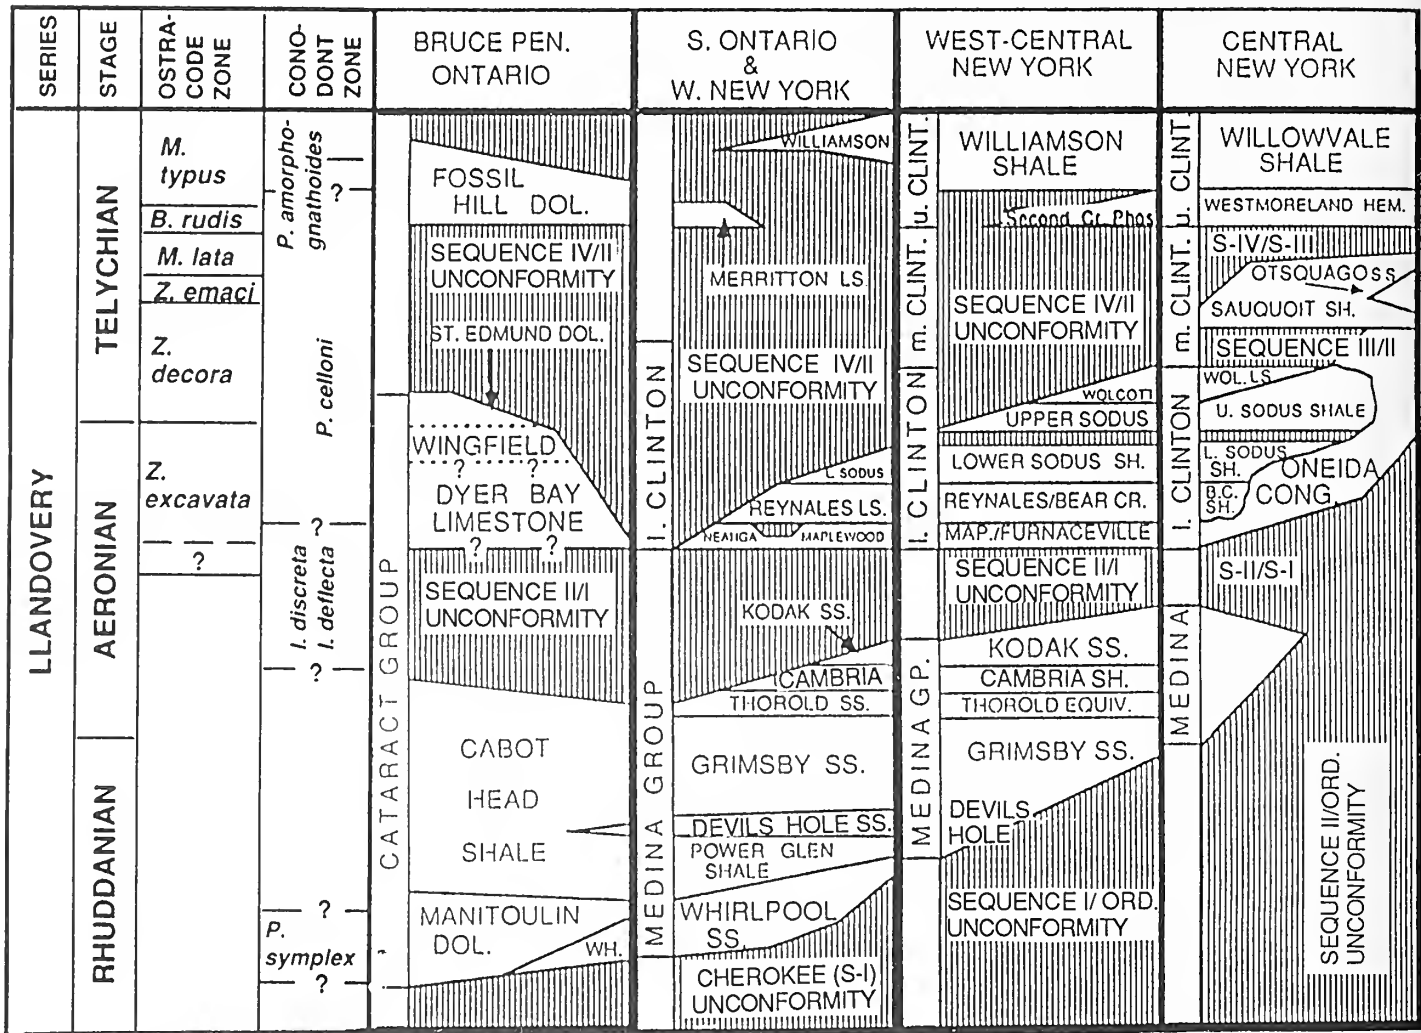 SERIES
STAGE
OSTRA-
CODE
ZONE
CONO-
DONT
ZONE
BRUCE PEN.
ONTARIO
S. ONTARIO
&
W. NEW YORK
WEST-CENTRAL
NEW YORK
CENTRAL
NEW YORK
LLANDOVERY
TELYCHIAN
AERONIAN
RHUDDANIAN
M.
typus
B. rudis
M. lata
Z. emaci
Z.
decora
Z.
excavata
?
P. amorpho-
gnathoides
?
P. celloni
?
I. discreta
I. deflecta
?
?
P.
symplex
?
CATARACT GROUP
FOSSIL
HILL DOL.
SEQUENCE IV/II
UNCONFORMITY
ST. EDMUND DOL.
WINGFIELD
? ?
DYER BAY
LIMESTONE
? ?
SEQUENCE II/I
UNCONFORMITY
CABOT
HEAD
SHALE
MANITOULIN
DOL.
WH.
l. CLINTON
MEDINA GROUP
WILLIAMSON
MERRITTON LS.
SEQUENCE IV/II
UNCONFORMITY
L. SODUS
REYNALES LS.
NEAHGA
MAPLEWOOD
KODAK
SS.
CAMBRIA
THOROLD SS.
GRIMSBY SS.
DEVILS HOLE SS.
POWER GLEN
SHALE
WHIRLPOOL
SS.
CHEROKEE (S-I)
UNCONFORMITY
u. CLINT.
m. CLINT.
l. CLINTON
MEDINA GP.
WILLIAMSON
SHALE
Second Cr. Phos
SEQUENCE IV/II
UNCONFORMITY
WOLCOTT
UPPER SODUS
LOWER SODUS SH.
REYNALES/BEAR CR.
MAP./FURNACEVILLE
SEQUENCE II/I
UNCONFORMITY
KODAK SS.
CAMBRIA SH.
THOROLD EQUIV.
GRIMSBY SS.
DEVILS
HOLE
SEQUENCE I/ ORD.
UNCONFORMITY
u. CLINT.
m. CLINT.
l. CLINTON
MEDINA
WILLOWVALE
SHALE
WESTMORELAND HEM.
S-IV/S-III
OTSQUAGO SS
SAUQUOIT SH.
SEQUENCE III/II
WOL. LS
U. SODUS SHALE
L. SODUS
SH.
B.C.
SH.
ONEIDA
CONG.
S-II/S-I
SEQUENCE II/ORD.
UNCONFORMITY